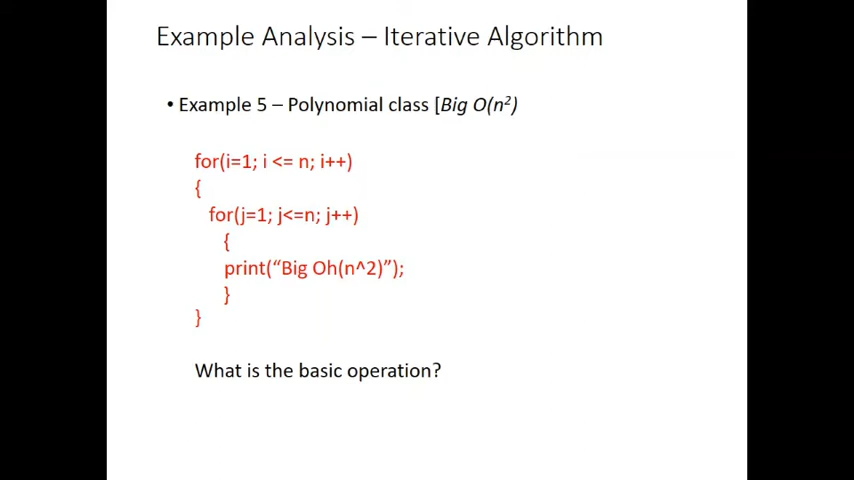 Example Analysis – Iterative Algorithm
• Example 5 – Polynomial class [Big O(n²)
for(i=1; i <= n; i++)
{
for(j=1; j<=n; j++)
{
print(“Big Oh(n^2)”);
}
}
What is the basic operation?